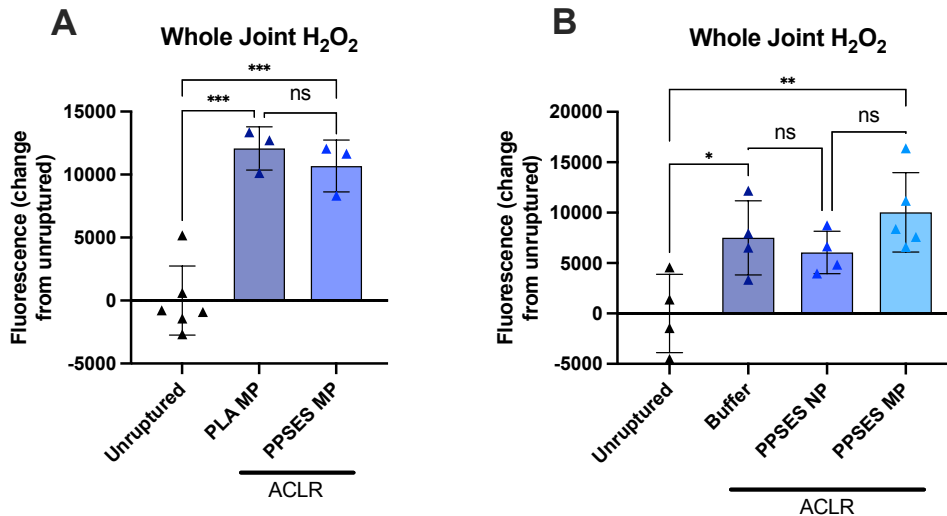 A
Whole Joint H₂O₂
***
***
ns
Fluorescence (change
from unruptured)
15000
10000
5000
0
-5000
Unruptured
PLA MP
PPSES MP
ACLR
B
Whole Joint H₂O₂
**
ns
ns
*
Fluorescence (change
from unruptured)
20000
15000
10000
5000
0
-5000
Unruptured
Buffer
PPSES NP
PPSES MP
ACLR